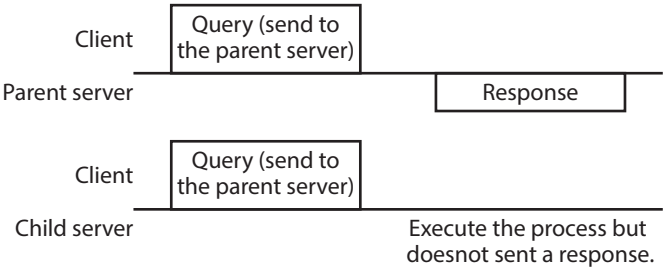 Client
Query (send to
the parent server)
Parent server
Response
Client
Query (send to
the parent server)
Child server
Execute the process but
doesnot sent a response.